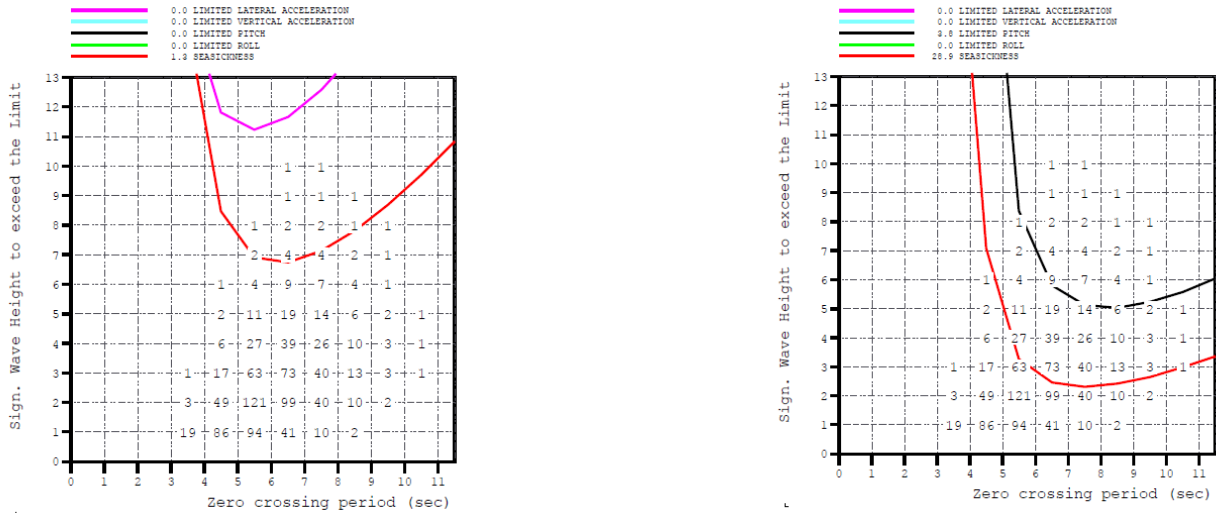 0.0 LIMITED LATERAL ACCELERATION
0.0 LIMITED VERTICAL ACCELERATION
0.0 LIMITED PITCH
0.0 LIMITED ROLL
1.3 SEASICKNESS
Sign. Wave Height to exceed the Limit
13
12
11
10 1 1
9 1 1 1
8 1 2 2 1 1
7 2 4 4 2 1
6 1 4 9 7 4 1
5 2 11 19 14 6 2 1
4 6 27 39 26 10 3 1
3 1 17 63 73 40 13 3 1
2 3 49 121 99 40 10 2
1 19 86 94 41 10 2
0
0 1 2 3 4 5 6 7 8 9 10 11
Zero crossing period (sec)
0.0 LIMITED LATERAL ACCELERATION
0.0 LIMITED VERTICAL ACCELERATION
3.8 LIMITED PITCH
0.0 LIMITED ROLL
28.9 SEASICKNESS
Sign. Wave Height to exceed the Limit
13
12
11
10 1 1
9 1 1 1
8 1 2 2 1 1
7 2 4 4 2 1
6 1 4 9 7 4 1
5 2 11 19 14 6 2 1
4 6 27 39 26 10 3 1
3 1 17 63 73 40 13 3 1
2 3 49 121 99 40 10 2
1 19 86 94 41 10 2
0
0 1 2 3 4 5 6 7 8 9 10 11
Zero crossing period (sec)